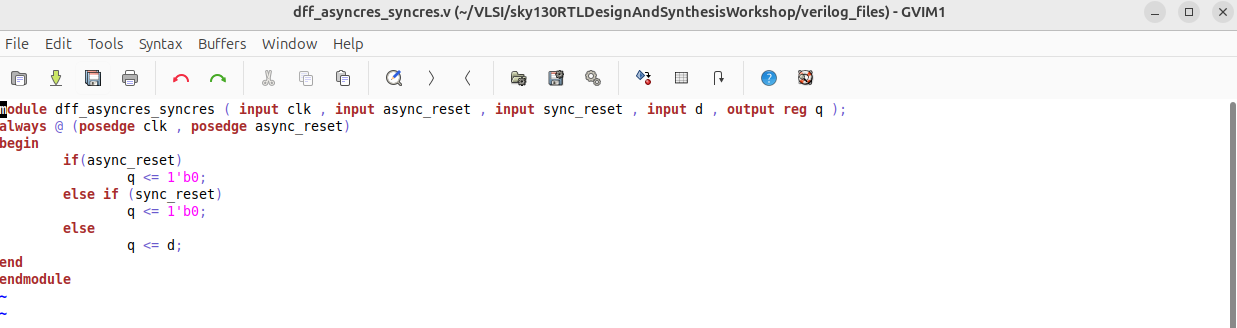 dff_asyncres_syncres.v (~/VLSI/sky130RTLDesignAndSynthesisWorkshop/verilog_files) - GVIM1
File Edit Tools Syntax Buffers Window Help
module dff_asyncres_syncres ( input clk , input async_reset , input sync_reset , input d , output reg q );
always @ (posedge clk , posedge async_reset)
begin
        if(async_reset)
                q <= 1'b0;
        else if (sync_reset)
                q <= 1'b0;
        else
                q <= d;
end
endmodule
~
~